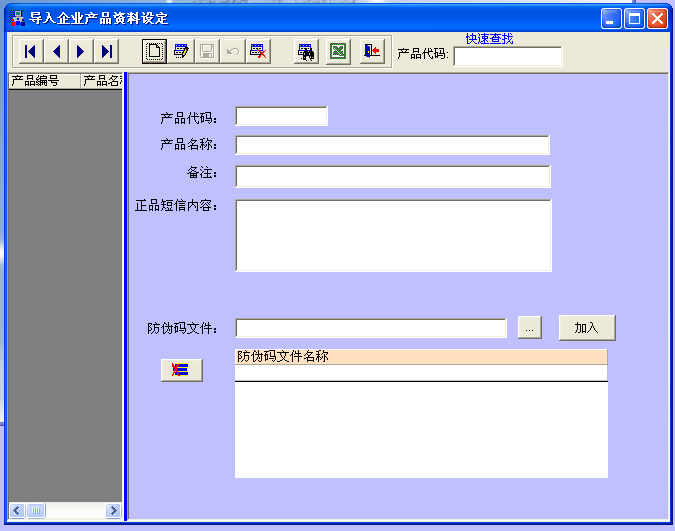 导入企业产品资料设定
快速查找
产品代码:
产品编号 产品名称
产品代码：
产品名称：
备注：
正品短信内容：
防伪码文件：
... 加入
防伪码文件名称